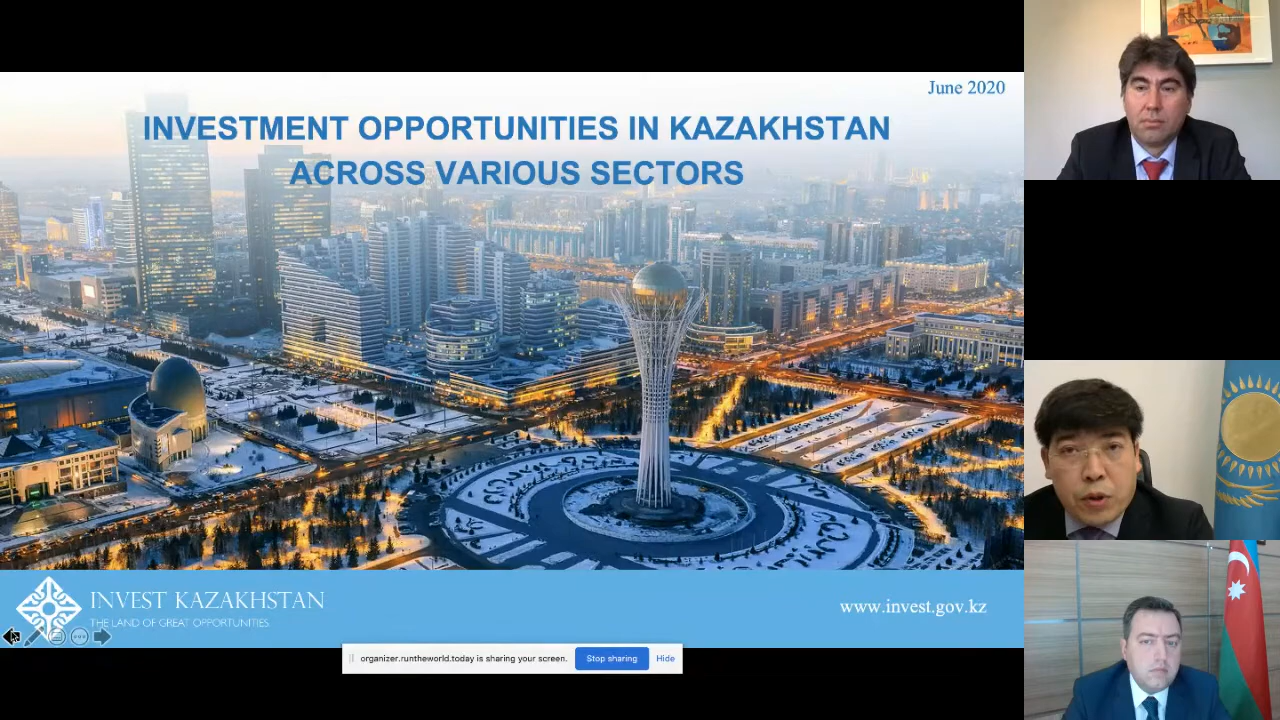 June 2020
INVESTMENT OPPORTUNITIES IN KAZAKHSTAN
ACROSS VARIOUS SECTORS
INVEST KAZAKHSTAN
THE LAND OF GREAT OPPORTUNITIES.
www.invest.gov.kz
organizer.runtheworld.today is sharing your screen.
Stop sharing
Hide